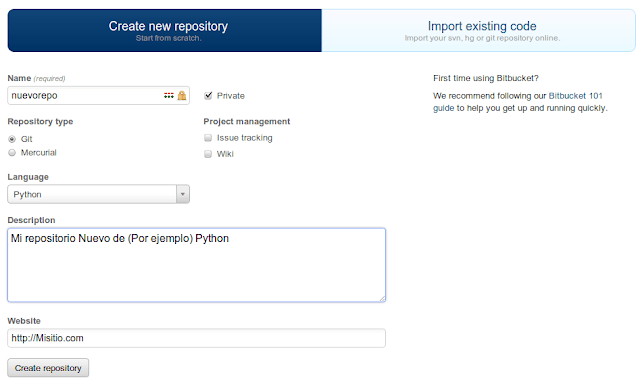 Create new repository
Start from scratch.
Import existing code
Import your svn, hg or git repository online.
Name (required)
nuevorepo
Private
Repository type
Git
Mercurial
Project management
Issue tracking
Wiki
Language
Python
Description
Mi repositorio Nuevo de (Por ejemplo) Python
Website
http://Misitio.com
Create repository
First time using Bitbucket?
We recommend following our Bitbucket 101
guide to help you get up and running quickly.